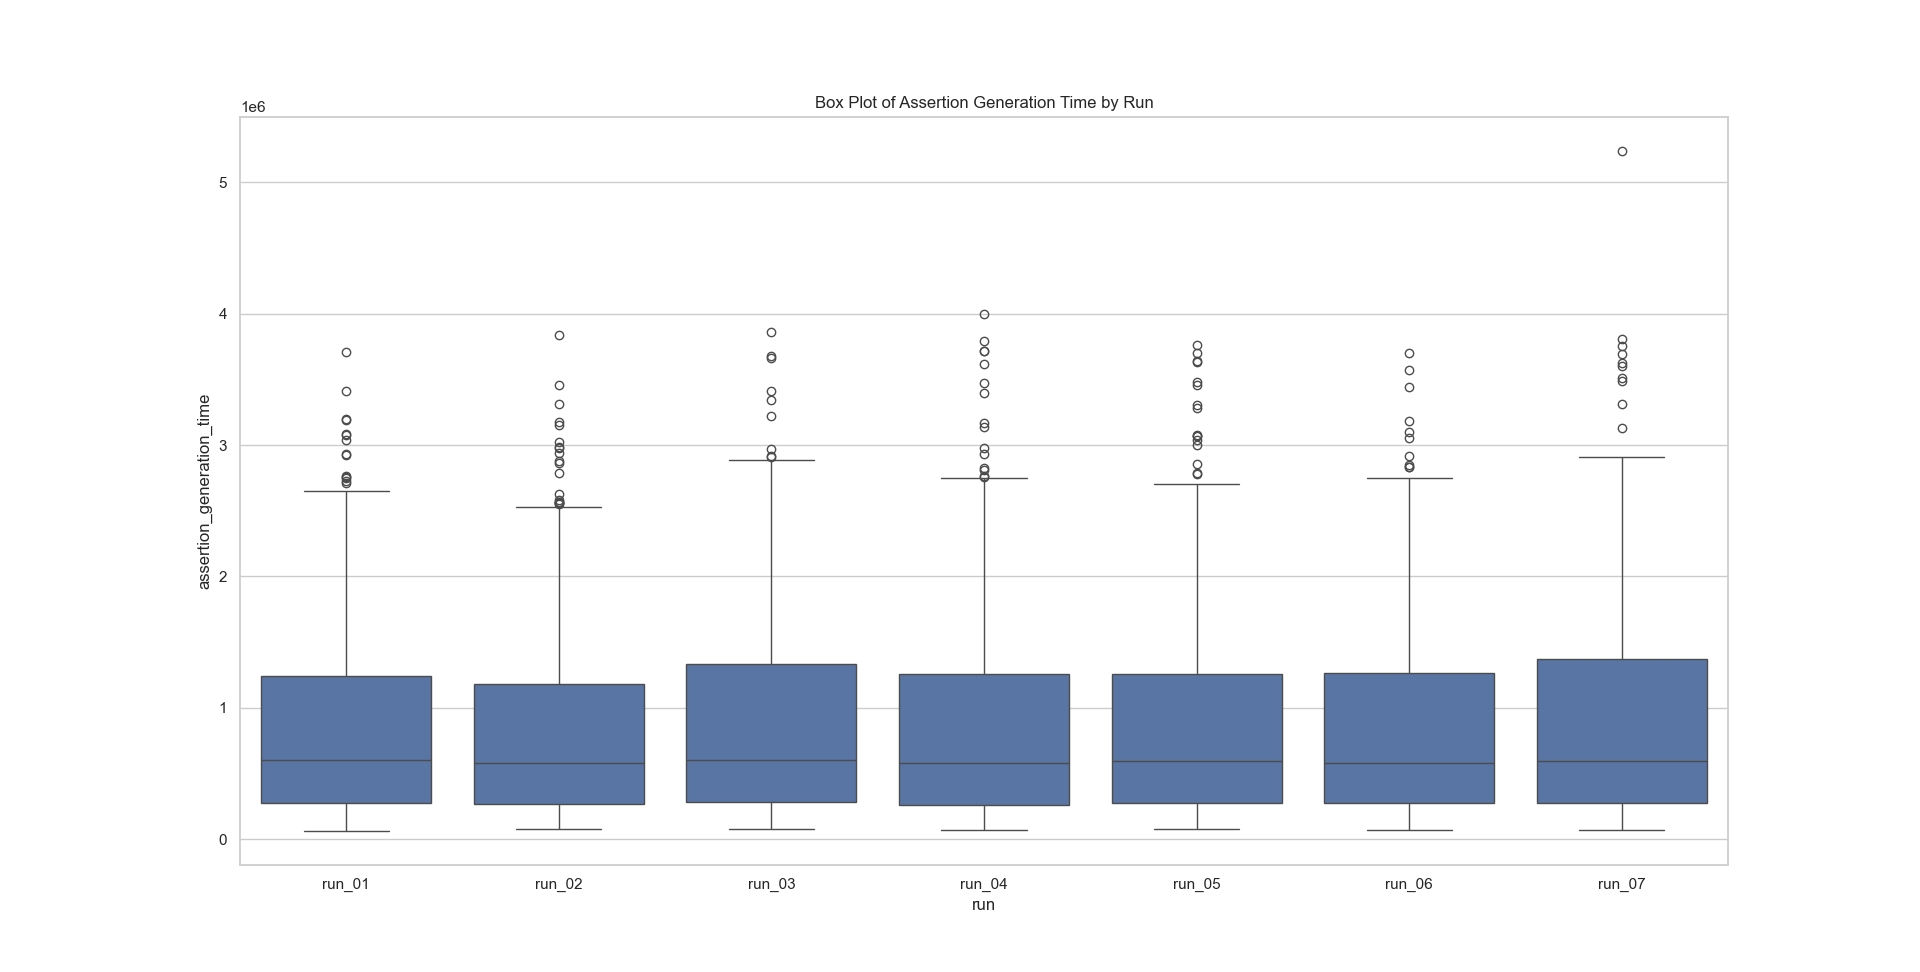 Box Plot of Assertion Generation Time by Run
1e6
5
4
3
2
1
0
assertion_generation_time
run_01 run_02 run_03 run_04 run_05 run_06 run_07
run